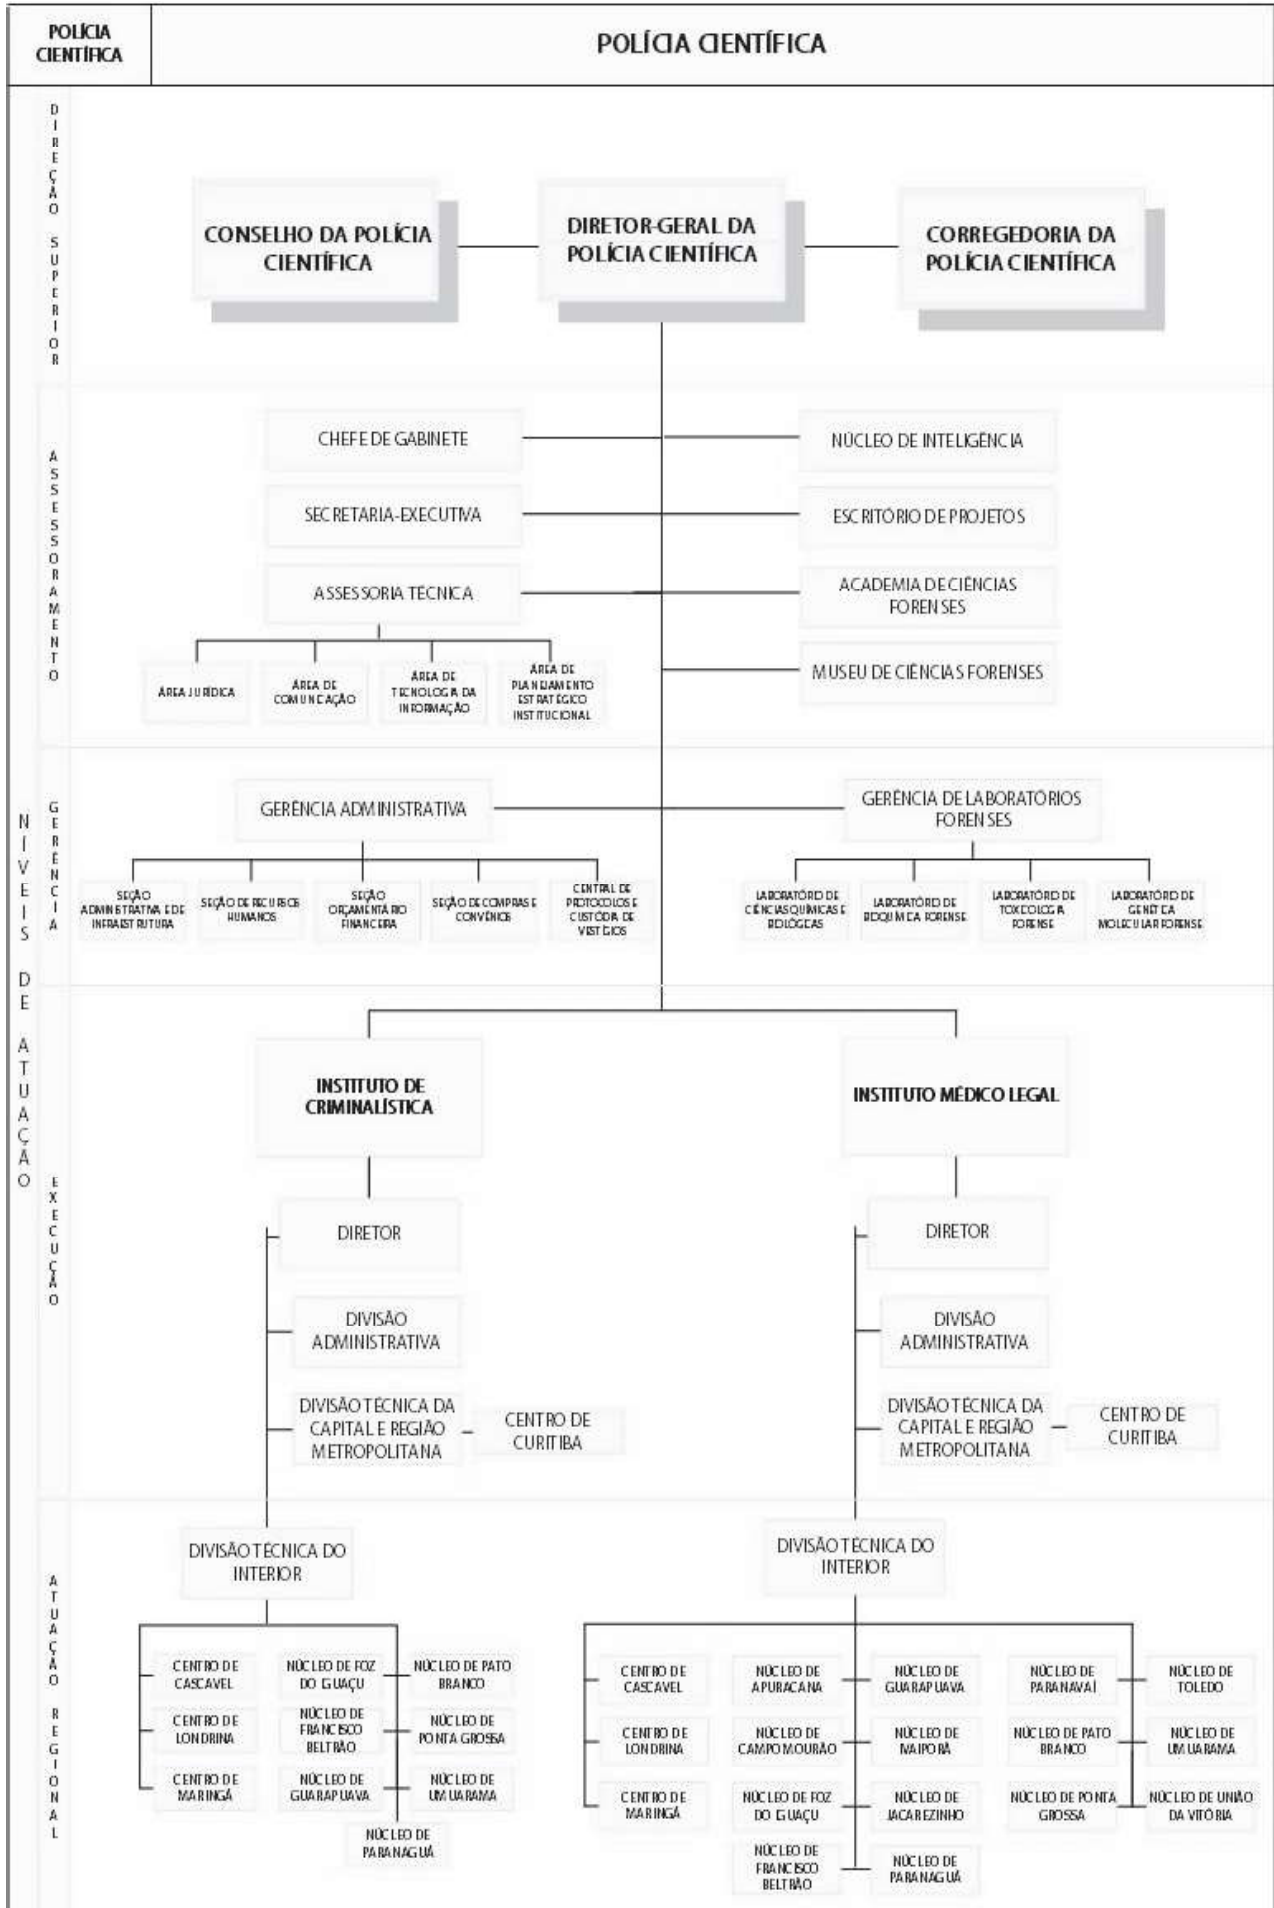 POLÍCIA
CIENTÍFICA
POLÍCIA CIENTÍFICA
NÍVEIS DE ATUAÇÃO
DIREÇÃO SUPERIOR
CONSELHO DA POLÍCIA
CIENTÍFICA
DIRETOR-GERAL DA
POLÍCIA CIENTÍFICA
CORREGEDORIA DA
POLÍCIA CIENTÍFICA
ASSESSORAMENTO
CHEFE DE GABINETE
NÚCLEO DE INTELIGÊNCIA
SECRETARIA-EXECUTIVA
ESCRITÓRIO DE PROJETOS
ASSESSORIA TÉCNICA
ACADEMIA DE CIÊNCIAS
FORENSES
MUSEU DE CIÊNCIAS FORENSES
ÁREA JURÍDICA
ÁREA DE
COMUNICAÇÃO
ÁREA DE
TECNOLOGIA DA
INFORMAÇÃO
ÁREA DE
PLANEJAMENTO
ESTRATÉGICO
INSTITUCIONAL
GERÊNCIA
GERÊNCIA ADMINISTRATIVA
GERÊNCIA DE LABORATÓRIOS
FORENSES
SEÇÃO
ADMINISTRATIVA E DE
INFRAESTRUTURA
SEÇÃO DE RECURSOS
HUMANOS
SEÇÃO
ORÇAMENTÁRIO
FINANCEIRA
SEÇÃO DE COMPRAS E
CONVÊNIOS
CENTRAL DE
PROTOCOLOS E
CUSTÓDIA DE
VESTÍGIOS
LABORATÓRIO DE
CIÊNCIAS QUÍMICAS E
BIOLÓGICAS
LABORATÓRIO DE
BIOQUÍMICA FORENSE
LABORATÓRIO DE
TOXICOLOGIA
FORENSE
LABORATÓRIO DE
GENÉTICA
MOLECULAR FORENSE
EXECUÇÃO
INSTITUTO DE
CRIMINALÍSTICA
INSTITUTO MÉDICO LEGAL
DIRETOR
DIRETOR
DIVISÃO
ADMINISTRATIVA
DIVISÃO
ADMINISTRATIVA
DIVISÃO TÉCNICA DA
CAPITAL E REGIÃO
METROPOLITANA
CENTRO DE
CURITIBA
DIVISÃO TÉCNICA DA
CAPITAL E REGIÃO
METROPOLITANA
CENTRO DE
CURITIBA
ATUAÇÃO REGIONAL
DIVISÃO TÉCNICA DO
INTERIOR
CENTRO DE
CASCAVEL
NÚCLEO DE FOZ
DO IGUAÇU
NÚCLEO DE PATO
BRANCO
CENTRO DE
LONDRINA
NÚCLEO DE
FRANCISCO
BELTRÃO
NÚCLEO DE
PONTA GROSSA
CENTRO DE
MARINGÁ
NÚCLEO DE
GUARAPUAVA
NÚCLEO DE
UMUARAMA
NÚCLEO DE
PARANAGUÁ
DIVISÃO TÉCNICA DO
INTERIOR
CENTRO DE
CASCAVEL
NÚCLEO DE
APURACANA
NÚCLEO DE
GUARAPUAVA
NÚCLEO DE
PARANAVAÍ
NÚCLEO DE
TOLEDO
CENTRO DE
LONDRINA
NÚCLEO DE
CAMPO MOURÃO
NÚCLEO DE
IVAIPORÃ
NÚCLEO DE PATO
BRANCO
NÚCLEO DE
UMUARAMA
CENTRO DE
MARINGÁ
NÚCLEO DE FOZ
DO IGUAÇU
NÚCLEO DE
JACAREZINHO
NÚCLEO DE PONTA
GROSSA
NÚCLEO DE UNIÃO
DA VITÓRIA
NÚCLEO DE
FRANCISCO
BELTRÃO
NÚCLEO DE
PARANAGUÁ